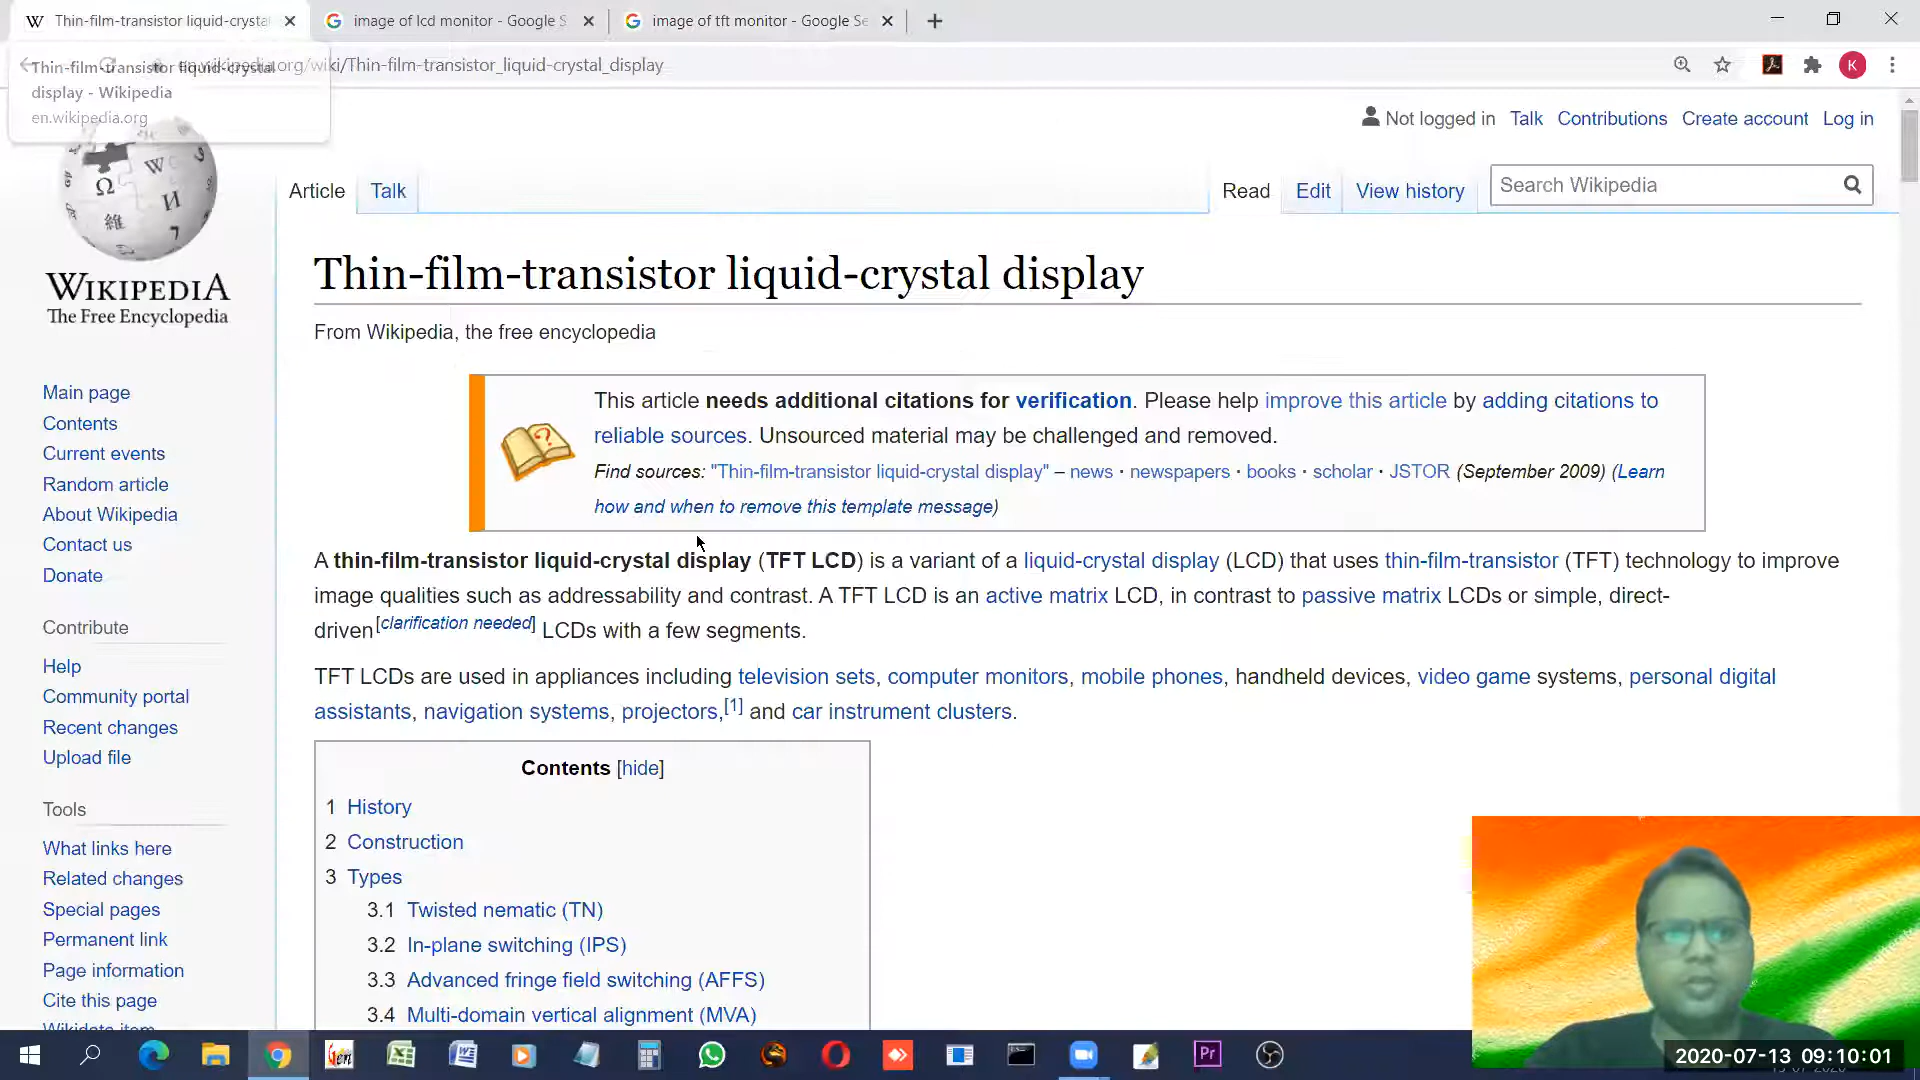 Thin-film-transistor liquid-crysta
image of lcd monitor - Google S
image of tft monitor - Google Se
Thin-film-transistor liquid-crystal
display - Wikipedia
en.wikipedia.org
.wikipedia.org/wiki/Thin-film-transistor_liquid-crystal_display
K
Not logged in Talk Contributions Create account Log in
Article Talk
Read Edit View history
Search Wikipedia
WIKIPEDIA
The Free Encyclopedia
Thin-film-transistor liquid-crystal display
From Wikipedia, the free encyclopedia
This article needs additional citations for verification. Please help improve this article by adding citations to
reliable sources. Unsourced material may be challenged and removed.
Find sources: "Thin-film-transistor liquid-crystal display" – news · newspapers · books · scholar · JSTOR (September 2009) (Learn
how and when to remove this template message)
A thin-film-transistor liquid-crystal display (TFT LCD) is a variant of a liquid-crystal display (LCD) that uses thin-film-transistor (TFT) technology to improve
image qualities such as addressability and contrast. A TFT LCD is an active matrix LCD, in contrast to passive matrix LCDs or simple, direct-
driven[clarification needed] LCDs with a few segments.
TFT LCDs are used in appliances including television sets, computer monitors, mobile phones, handheld devices, video game systems, personal digital
assistants, navigation systems, projectors,[1] and car instrument clusters.
Contents [hide]
1 History
2 Construction
3 Types
3.1 Twisted nematic (TN)
3.2 In-plane switching (IPS)
3.3 Advanced fringe field switching (AFFS)
3.4 Multi-domain vertical alignment (MVA)
Main page
Contents
Current events
Random article
About Wikipedia
Contact us
Donate
Contribute
Help
Community portal
Recent changes
Upload file
Tools
What links here
Related changes
Special pages
Permanent link
Page information
Cite this page
Wikidata item
Gen
Pr
2020-07-13 09:10:01